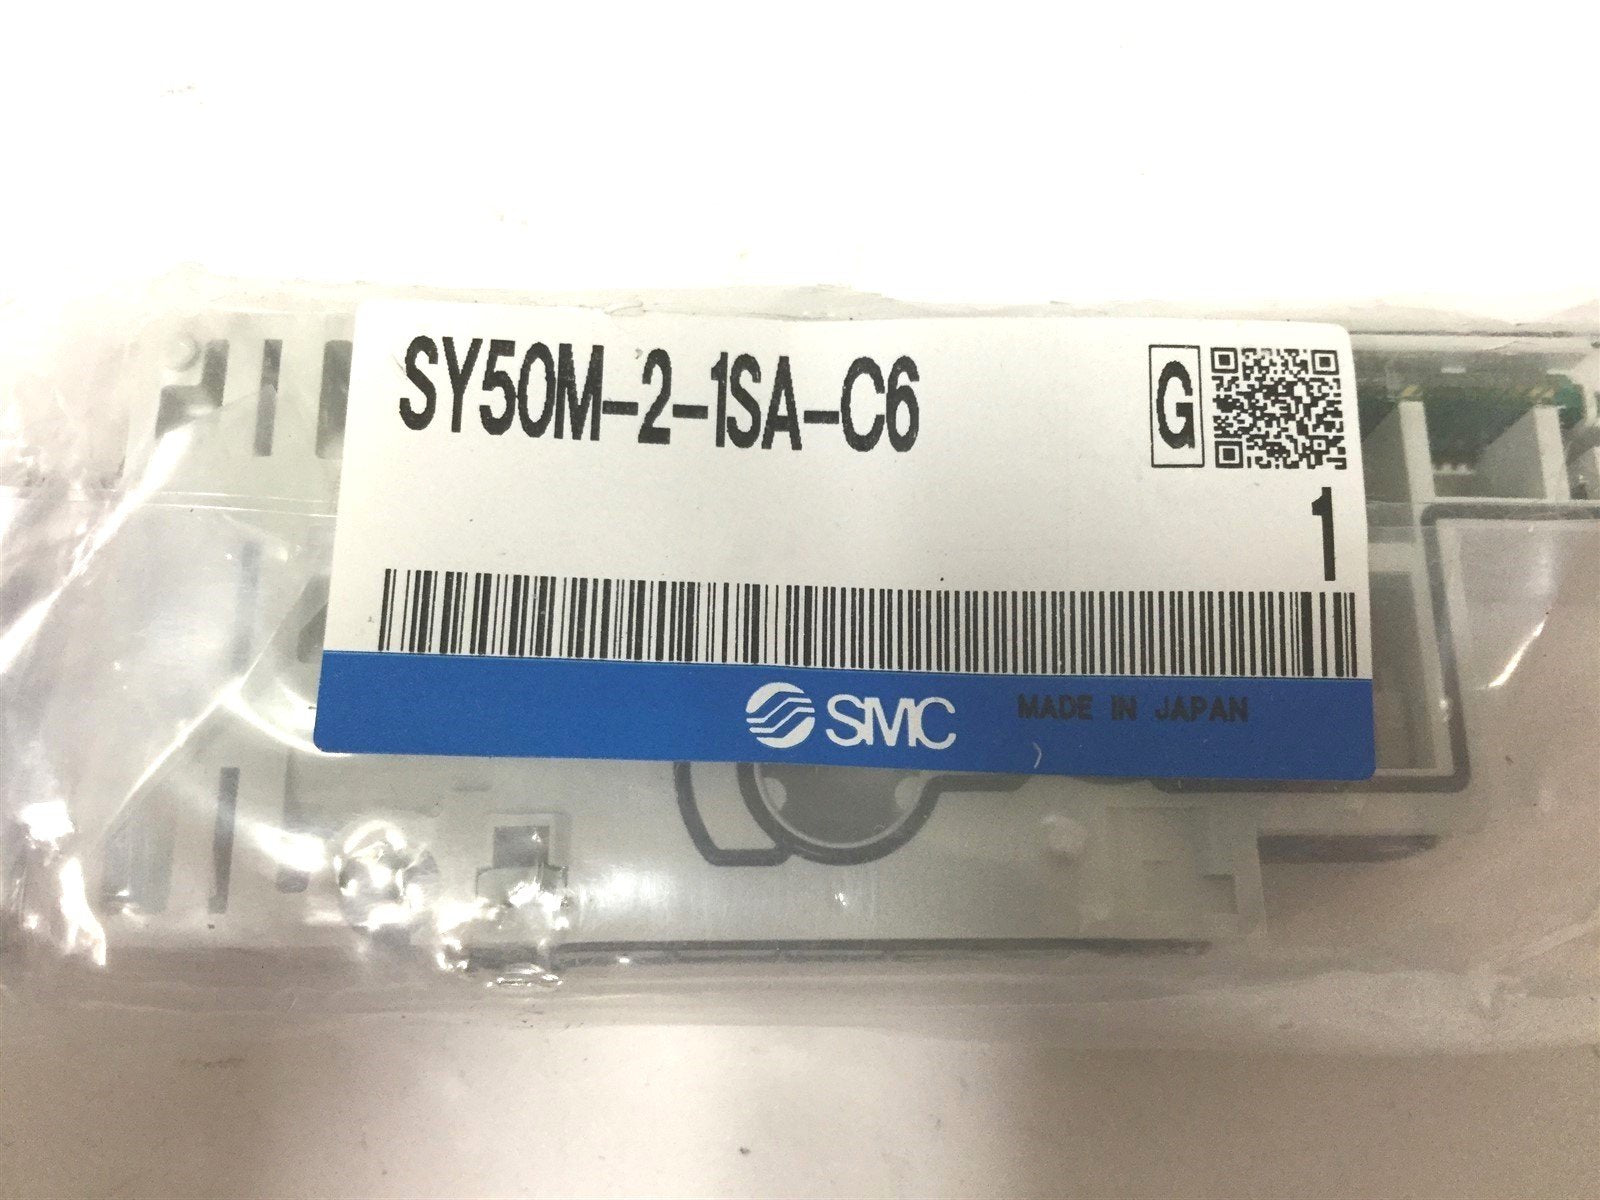 SY50M-2-1SA-C6
G
1
SMC MADE IN JAPAN